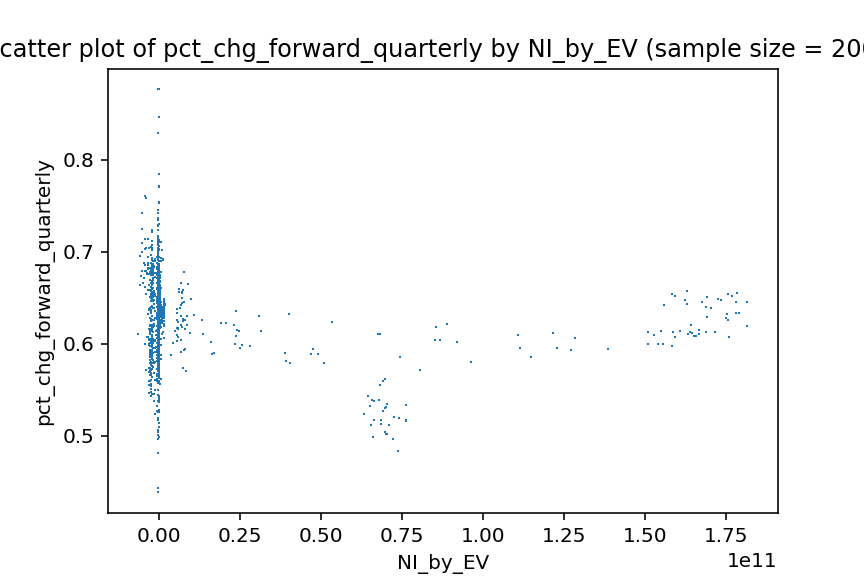 catter plot of pct_chg_forward_quarterly by NI_by_EV (sample size = 20
pct_chg_forward_quarterly
0.8
0.7
0.6
0.5
0.00 0.25 0.50 0.75 1.00 1.25 1.50 1.75
1e11
NI_by_EV